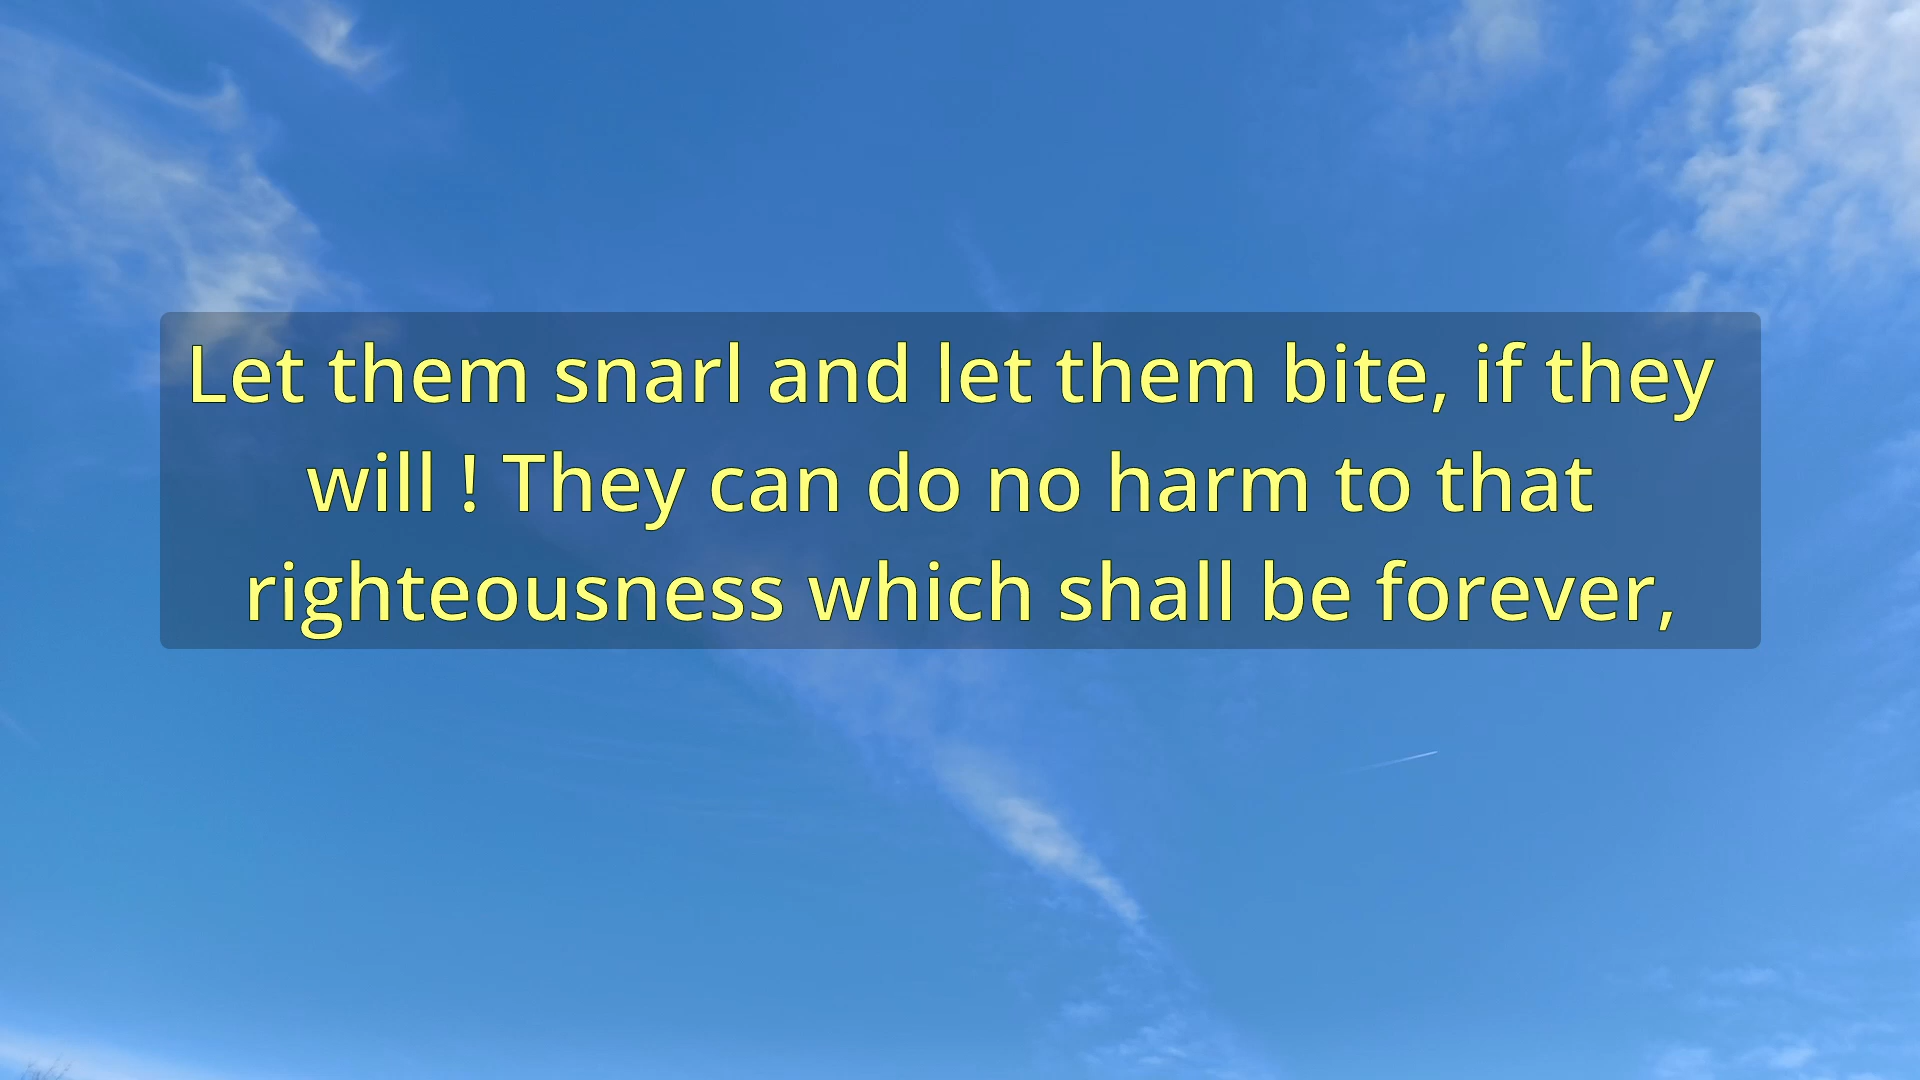 Let them snarl and let them bite, if they
will ! They can do no harm to that
righteousness which shall be forever,